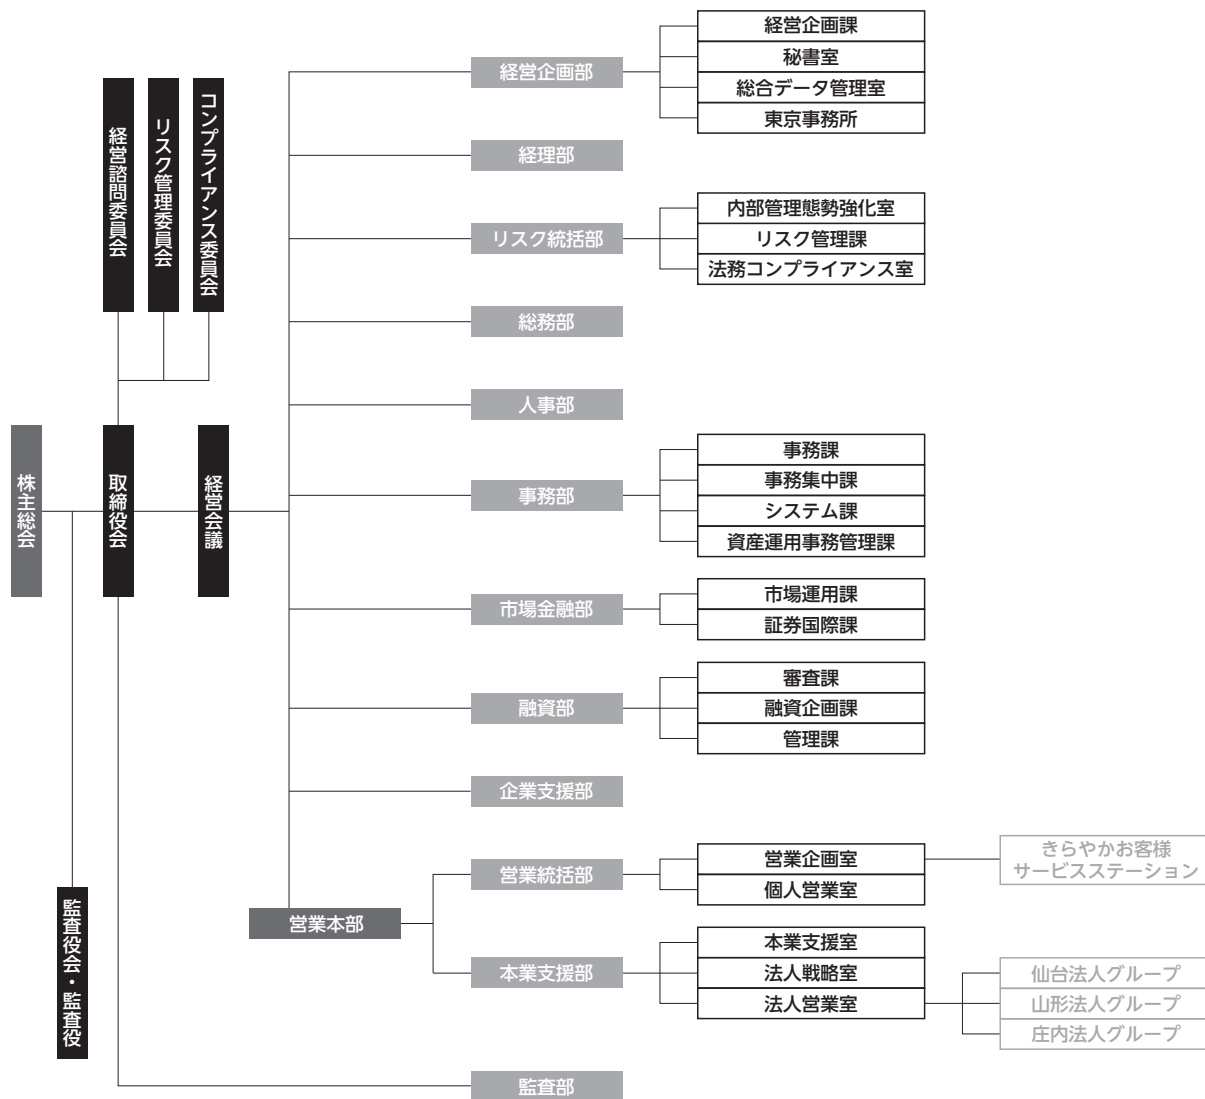 経営企画課
秘書室
経営企画部
総合データ管理室
東京事務所
経営諮問委員会
リスク管理委員会
コンプライアンス委員会
経理部
内部管理態勢強化室
リスク統括部
リスク管理課
法務コンプライアンス室
総務部
人事部
株主総会
取締役会
経営会議
事務課
事務集中課
事務部
システム課
資産運用事務管理課
市場金融部
市場運用課
証券国際課
審査課
融資部
融資企画課
管理課
企業支援部
営業本部
営業統括部
営業企画室
個人営業室
きらやかお客様
サービスステーション
本業支援部
本業支援室
法人戦略室
法人営業室
仙台法人グループ
山形法人グループ
庄内法人グループ
監査役会・監査役
監査部